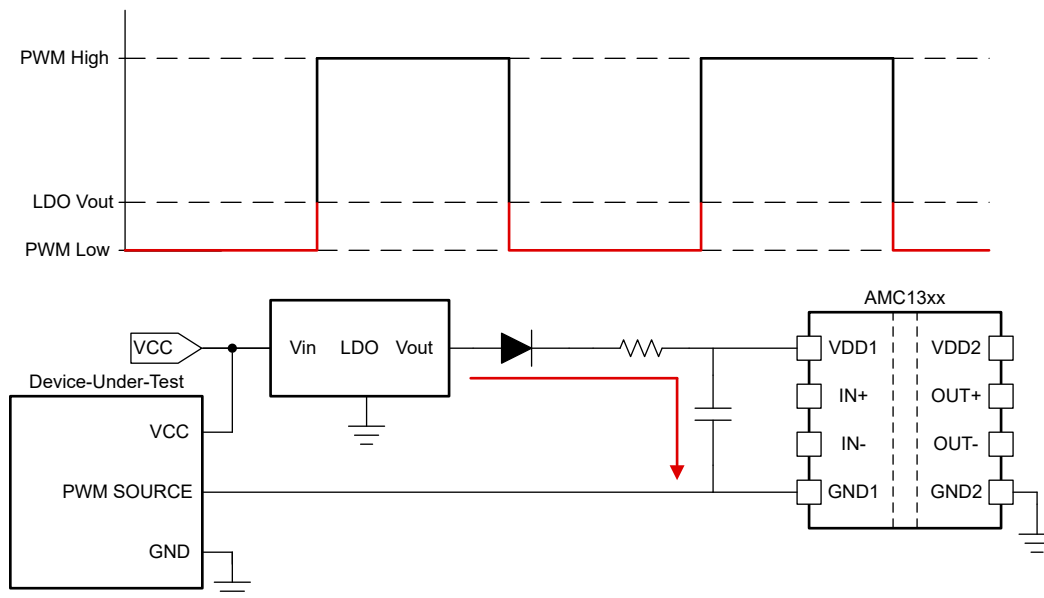 PWM High
LDO Vout
PWM Low
AMC13xx
VCC
Vin LDO Vout
VDD1 VDD2
Device-Under-Test
IN+ OUT+
VCC
IN- OUT-
PWM SOURCE
GND1 GND2
GND